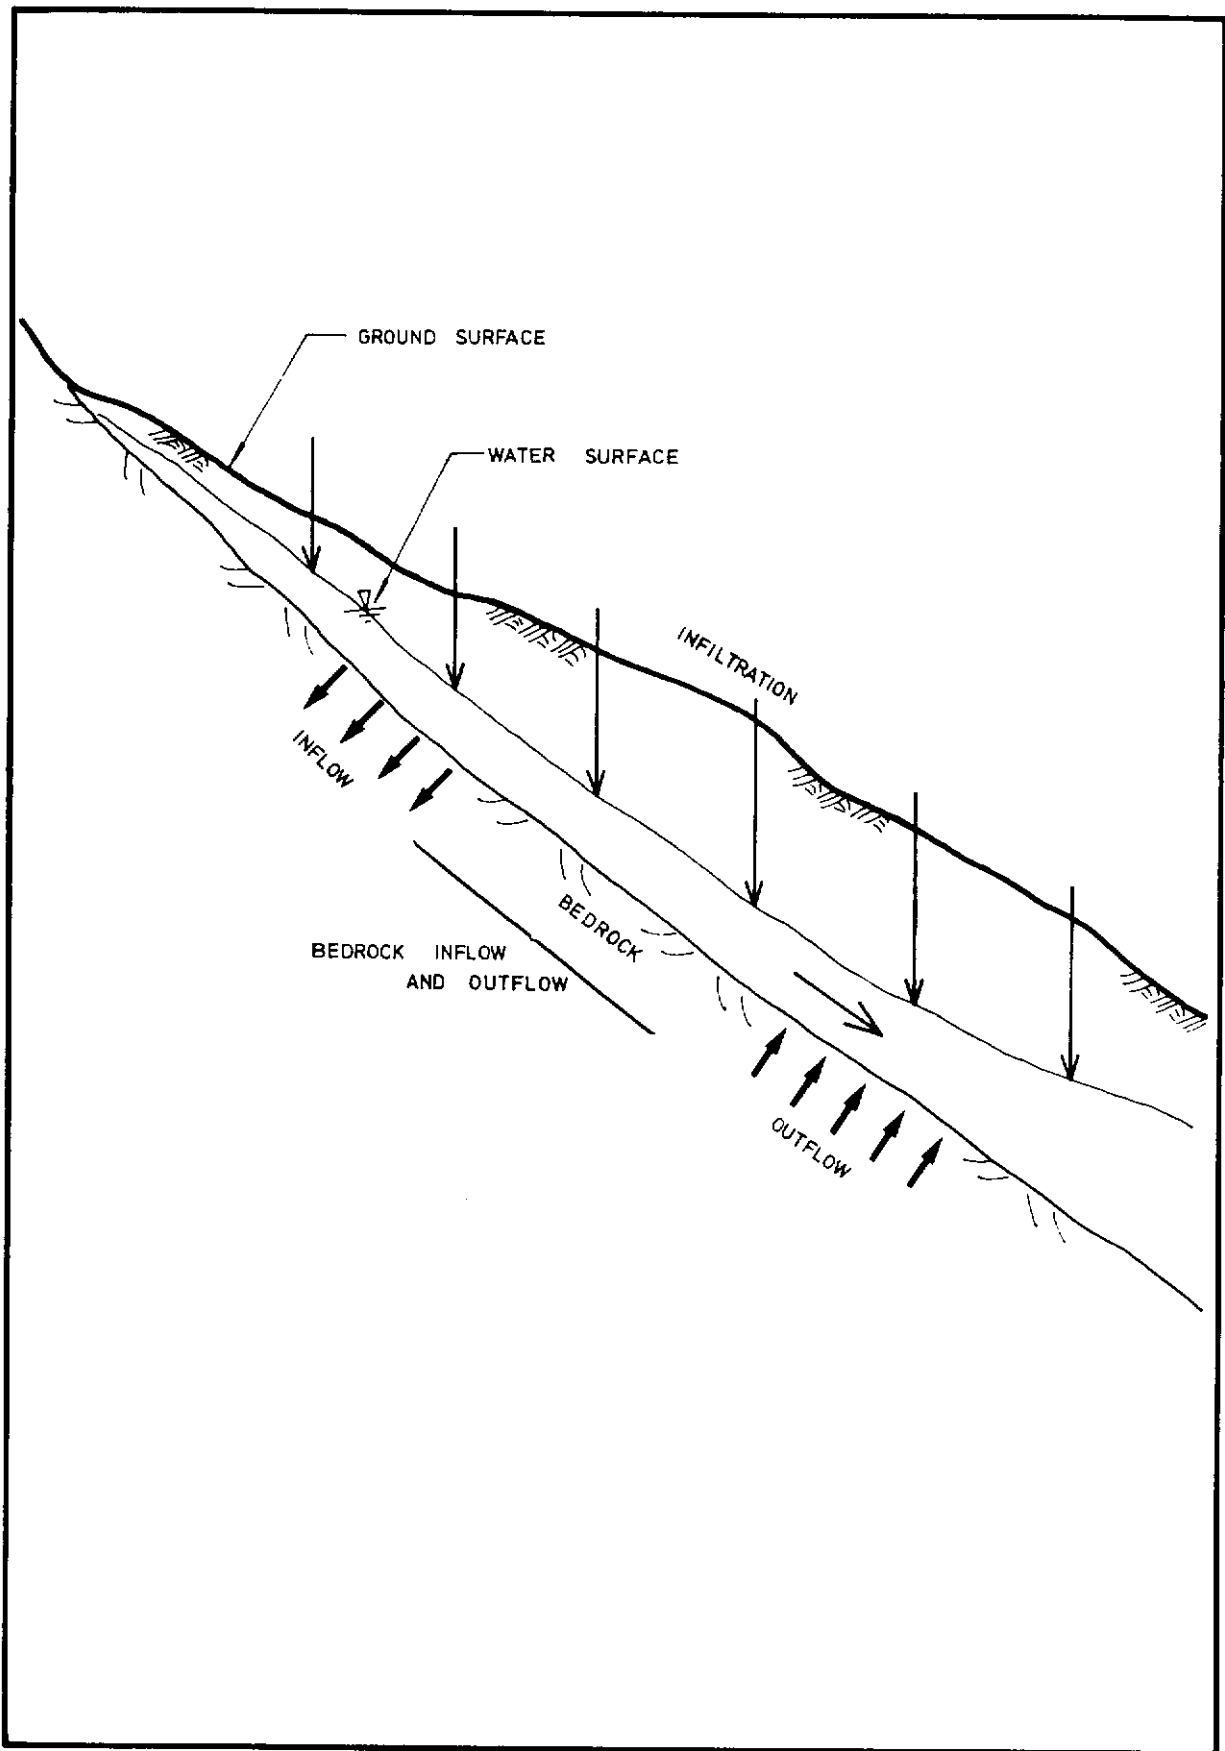 GROUND SURFACE
WATER SURFACE
INFILTRATION
INFLOW
BEDROCK
BEDROCK INFLOW
AND OUTFLOW
OUTFLOW